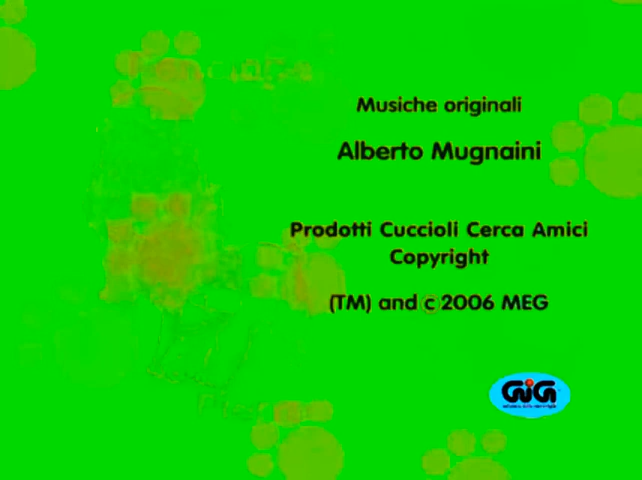 Musiche originali
Alberto Mugnaini
Prodotti Cuccioli Cerca Amici
Copyright
(TM) and © 2006 MEG
GiG